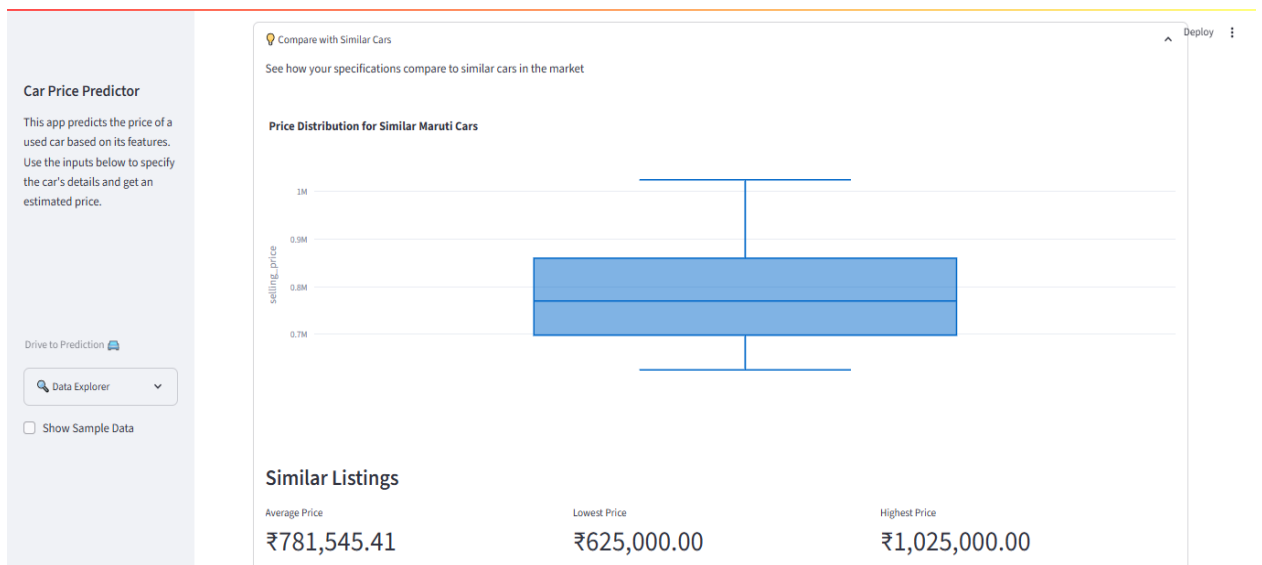 Deploy
Car Price Predictor
This app predicts the price of a
used car based on its features.
Use the inputs below to specify
the car's details and get an
estimated price.
Drive to Prediction 🚘
🔍 Data Explorer
Show Sample Data
💡 Compare with Similar Cars
See how your specifications compare to similar cars in the market
Price Distribution for Similar Maruti Cars
1M
0.9M
0.8M
0.7M
selling_price
Similar Listings
Average Price
₹781,545.41
Lowest Price
₹625,000.00
Highest Price
₹1,025,000.00